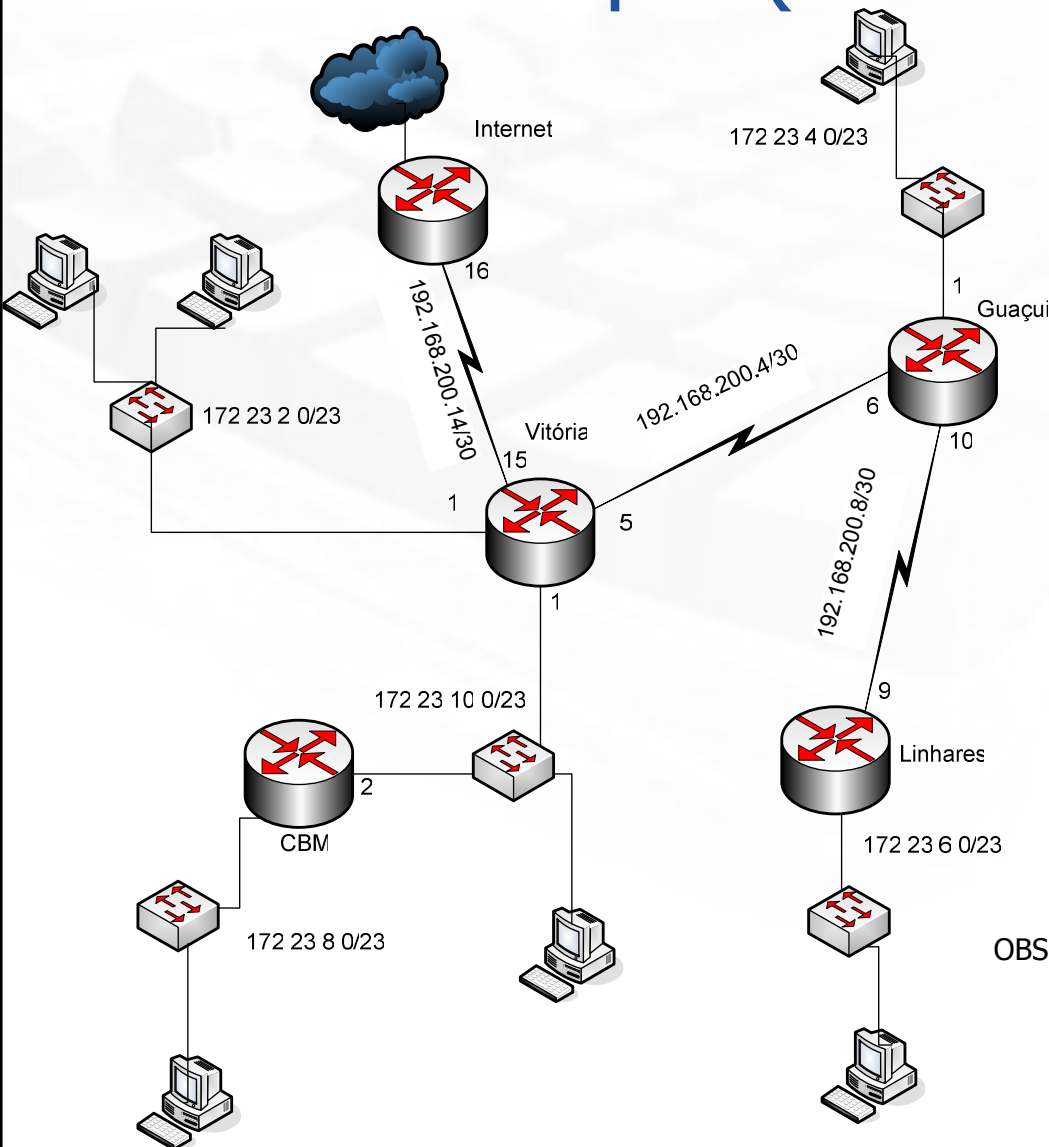 Internet
172 23 4 0/23
16
1
Guaçui
192.168.200.14/30
192.168.200.4/30
6
10
172 23 2 0/23
Vitória
15
1
5
192.168.200.8/30
1
172 23 10 0/23
9
Linhares
2
CBM
172 23 6 0/23
172 23 8 0/23
OBS